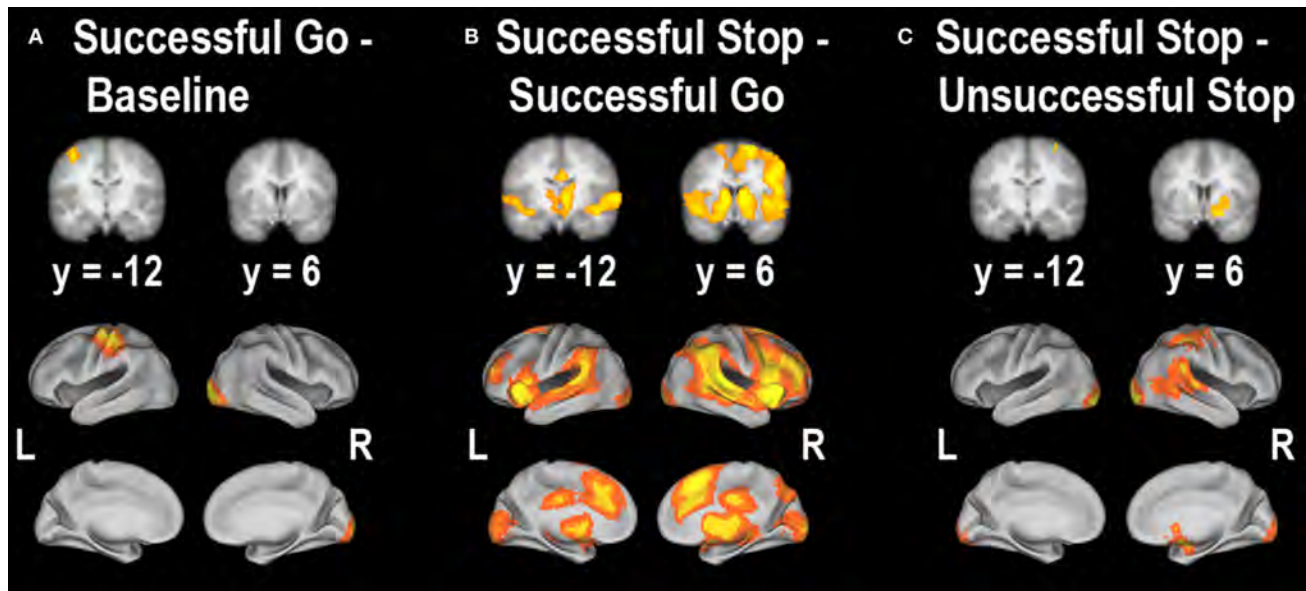 A Successful Go -
Baseline
B Successful Stop -
Successful Go
C Successful Stop -
Unsuccessful Stop
y = -12 y = 6
y = -12 y = 6
y = -12 y = 6
L R
L R
L R